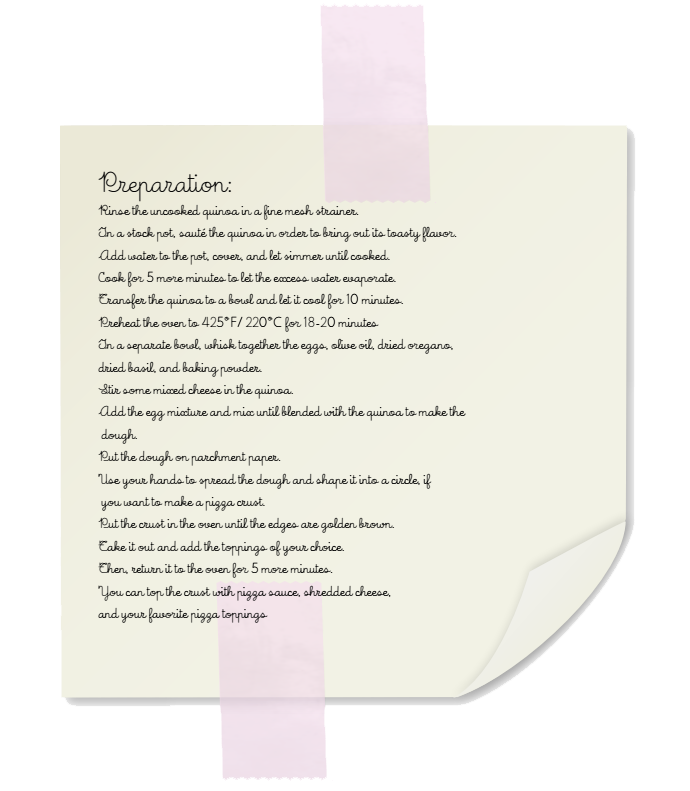 Preparation:
Rinse the uncooked quinoa in a fine mesh strainer.
In a stock pot, sauté the quinoa in order to bring out its toasty flavor.
Add water to the pot, cover, and let simmer until cooked.
Cook for 5 more minutes to let the excess water evaporate.
Transfer the quinoa to a bowl and let it cool for 10 minutes.
Preheat the oven to 425°F/ 220°C for 18-20 minutes
In a separate bowl, whisk together the eggs, olive oil, dried oregano,
dried basil, and baking powder.
Stir some mixed cheese in the quinoa.
Add the egg mixture and mix until blended with the quinoa to make the
dough.
Put the dough on parchment paper.
Use your hands to spread the dough and shape it into a circle, if
you want to make a pizza crust.
Put the crust in the oven until the edges are golden brown.
Take it out and add the toppings of your choice.
Then, return it to the oven for 5 more minutes.
You can top the crust with pizza sauce, shredded cheese,
and your favorite pizza toppings